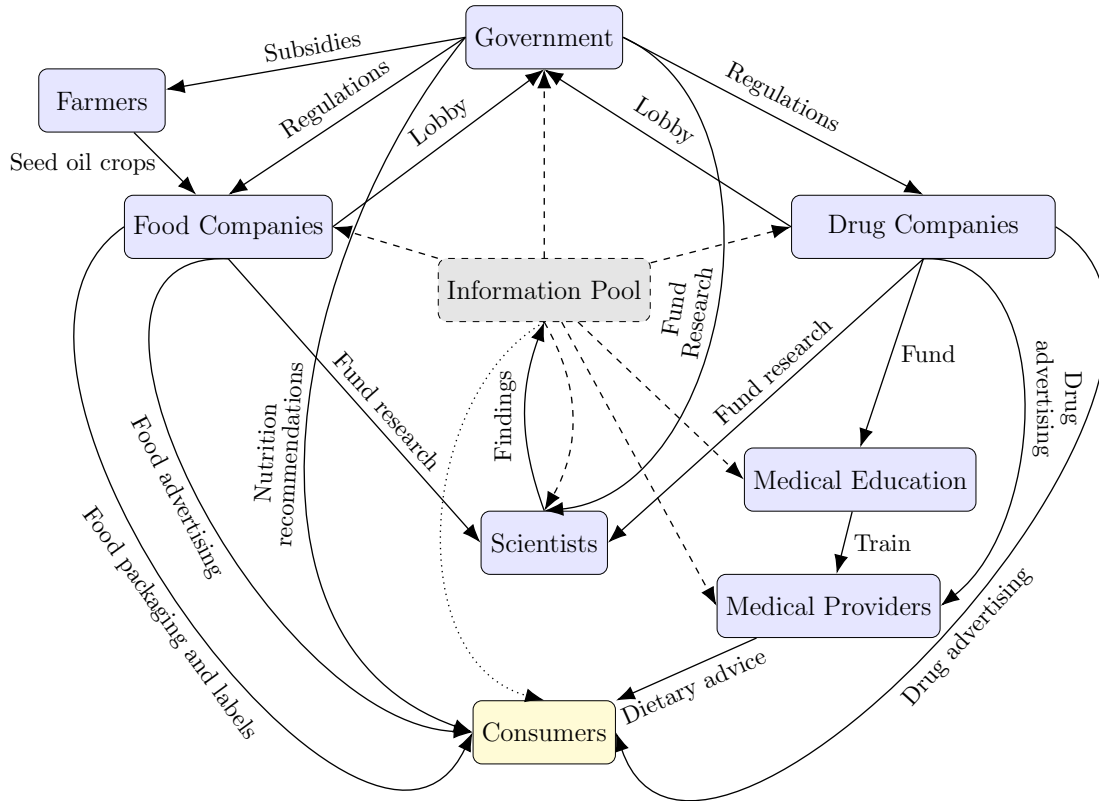 Government
Subsidies
Farmers
Regulations
Lobby
Lobby
Regulations
Seed oil crops
Food Companies
Drug Companies
Information Pool
Fund
Research
Fund
Fund research
Fund research
Drug
advertising
Findings
Nutrition
recommendations
Food advertising
Medical Education
Food packaging and labels
Scientists
Train
Medical Providers
Drug advertising
Dietary advice
Consumers